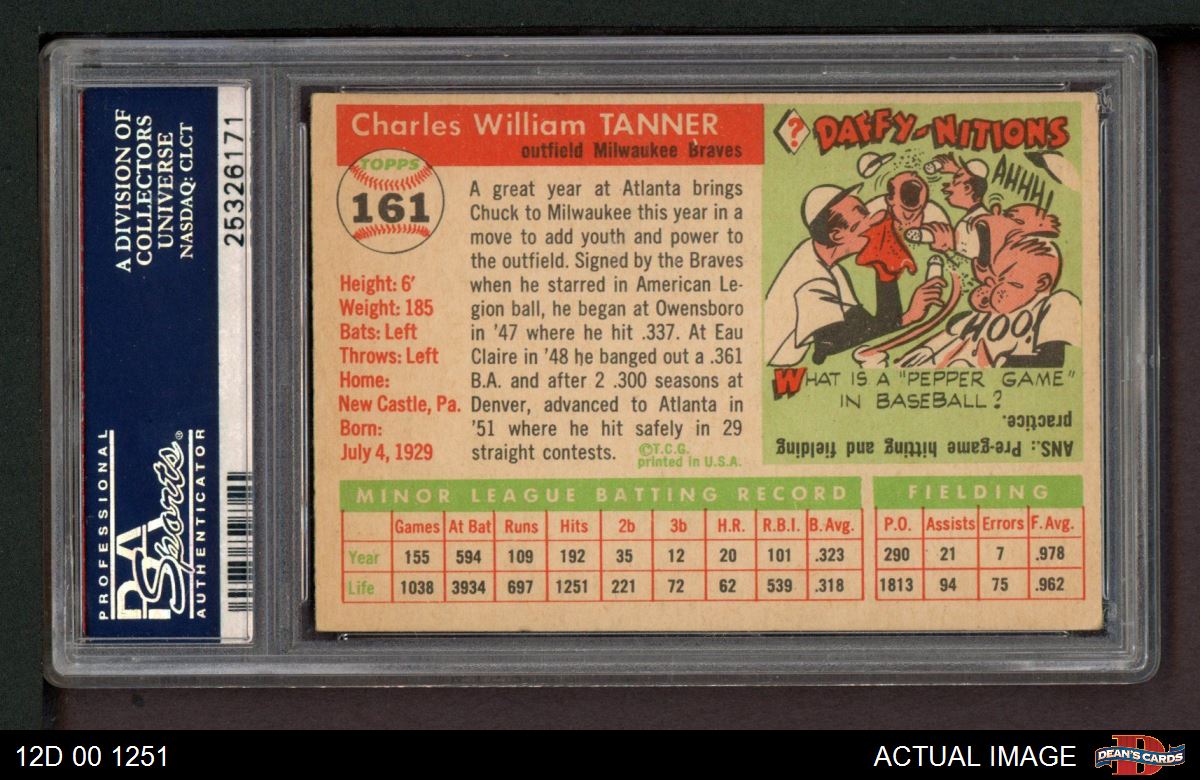 A DIVISION OF
COLLECTORS
UNIVERSE
NASDAQ: CLCT
25326171
PROFESSIONAL
PSA
Sports®
AUTHENTICATOR
Charles William TANNER
outfield Milwaukee Braves
TOPPS
161
Height: 6′
Weight: 185
Bats: Left
Throws: Left
Home:
New Castle, Pa.
Born:
July 4, 1929
A great year at Atlanta brings
Chuck to Milwaukee this year in a
move to add youth and power to
the outfield. Signed by the Braves
when he starred in American Le-
gion ball, he began at Owensboro
in '47 where he hit .337. At Eau
Claire in '48 he banged out a .361
B.A. and after 2 .300 seasons at
Denver, advanced to Atlanta in
'51 where he hit safely in 29
straight contests.
©T.C.G.
printed in U.S.A.
?
DAFFY-NITIONS
AHHH!
CHOO!
WHAT IS A "PEPPER GAME"
IN BASEBALL?
ANS.: Pre-game hitting and fielding
practice.
MINOR LEAGUE BATTING RECORD
Games At Bat Runs Hits 2b 3b H.R. R.B.I. B. Avg.
Year 155 594 109 192 35 12 20 101 .323
Life 1038 3934 697 1251 221 72 62 539 .318
FIELDING
P.O. Assists Errors F. Avg.
290 21 7 .978
1813 94 75 .962
12D 00 1251
ACTUAL IMAGE
D
DEAN'S CARDS